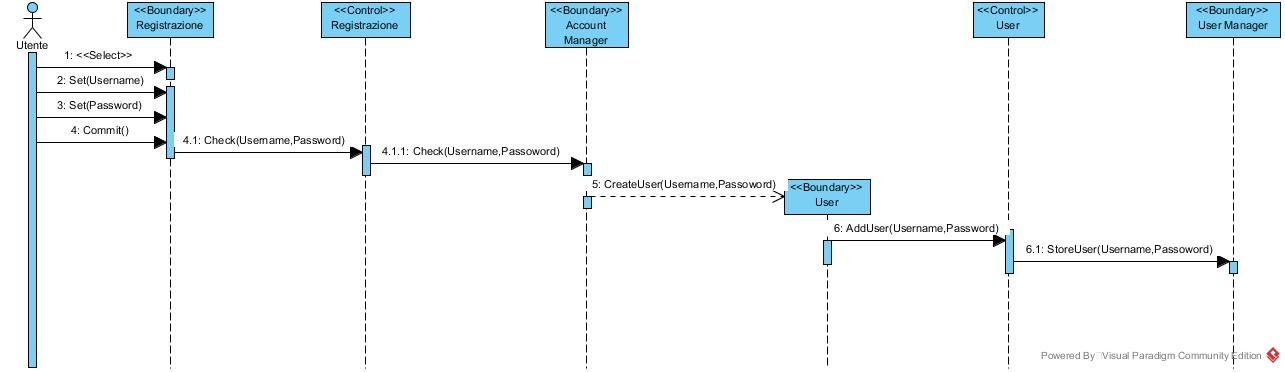 <<Boundary>>
Registrazione
<<Control>>
Registrazione
<<Boundary>>
Account
Manager
<<Control>>
User
<<Boundary>>
User Manager
Utente
1: <<Select>>
2: Set(Username)
3: Set(Password)
4: Commit()
4.1: Check(Username,Password)
4.1.1: Check(Username,Passoword)
5: CreateUser(Username,Passoword)
<<Boundary>>
User
6: AddUser(Username,Password)
6.1: StoreUser(Username,Passoword)
Powered By Visual Paradigm Community Edition